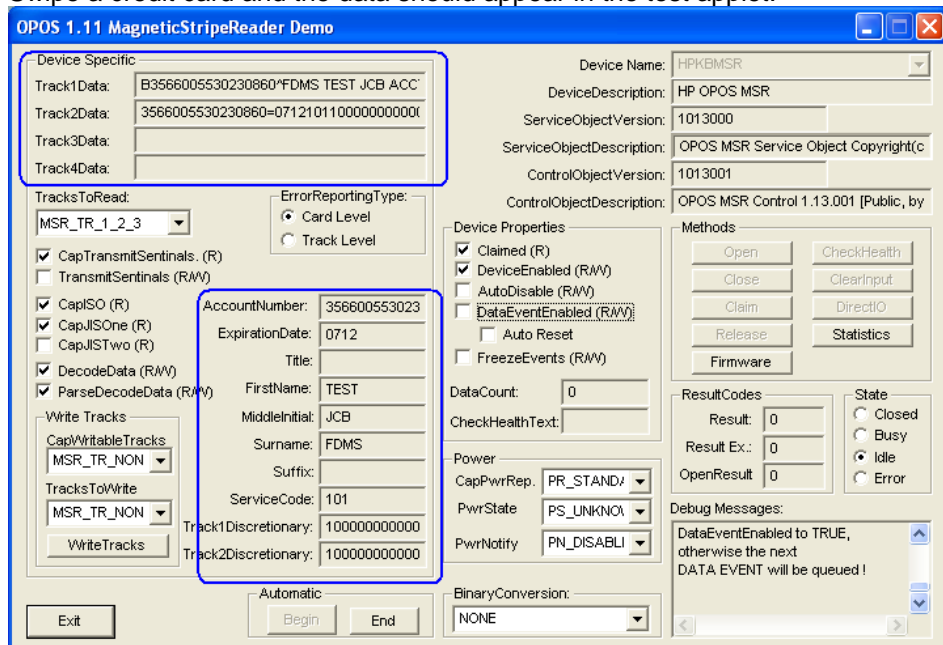 Swipe a credit card and the data should appear in the test applet.
OPOS 1.11 MagneticStripeReader Demo
Device Specific
Track1Data: B3566005530230860^FDMS TEST JCB ACC
Track2Data: 3566005530230860=07121011000000000000
Track3Data:
Track4Data:
TracksToRead:
MSR_TR_1_2_3
ErrorReportingType:
Card Level
Track Level
CapTransmitSentinals. (R)
TransmitSentinals (R/W)
CapISO (R)
CapJISOne (R)
CapJISTwo (R)
DecodeData (R/W)
ParseDecodeData (R/W)
Write Tracks
CapWritableTracks
MSR_TR_NON
TracksToWrite
MSR_TR_NON
WriteTracks
AccountNumber: 356600553023
ExpirationDate: 0712
Title:
FirstName: TEST
MiddleInitial: JCB
Surname: FDMS
Suffix:
ServiceCode: 101
Track1Discretionary: 100000000000
Track2Discretionary: 100000000000
Automatic
Begin
End
Exit
Device Name: HPKBMSR
DeviceDescription: HP OPOS MSR
ServiceObjectVersion: 1013000
ServiceObjectDescription: OPOS MSR Service Object Copyright(c
ControlObjectVersion: 1013001
ControlObjectDescription: OPOS MSR Control 1.13.001 [Public, by
Device Properties
Claimed (R)
DeviceEnabled (R/W)
AutoDisable (R/W)
DataEventEnabled (R/W)
Auto Reset
FreezeEvents (R/W)
DataCount: 0
CheckHealthText:
Power
CapPwrRep. PR_STANDA
PwrState PS_UNKNOW
PwrNotify PN_DISABLI
BinaryConversion:
NONE
Methods
Open
CheckHealth
Close
ClearInput
Claim
DirectIO
Release
Statistics
Firmware
ResultCodes
Result: 0
Result Ex.: 0
OpenResult 0
State
Closed
Busy
Idle
Error
Debug Messages:
DataEventEnabled to TRUE,
otherwise the next
DATA EVENT will be queued !